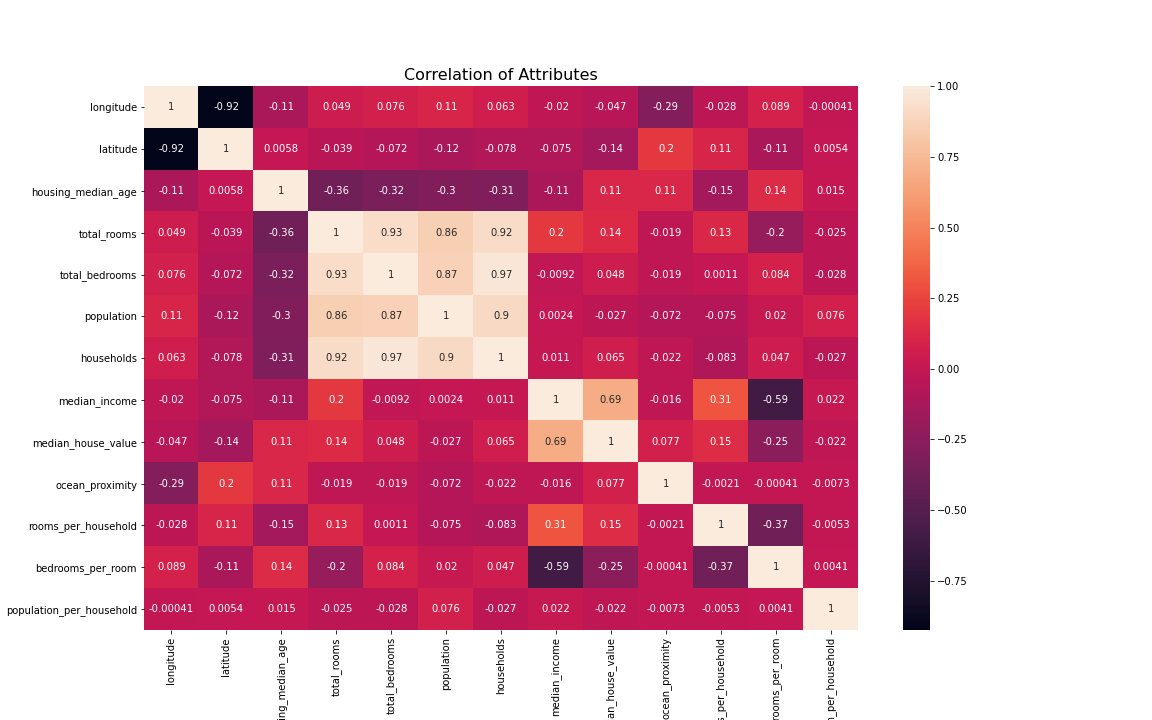 Correlation of Attributes
longitude 1 -0.92 -0.11 0.049 0.076 0.11 0.063 -0.02 -0.047 -0.29 -0.028 0.089 -0.00041
latitude -0.92 1 0.0058 -0.039 -0.072 -0.12 -0.078 -0.075 -0.14 0.2 0.11 -0.11 0.0054
housing_median_age -0.11 0.0058 1 -0.36 -0.32 -0.3 -0.31 -0.11 0.11 0.11 -0.15 0.14 0.015
total_rooms 0.049 -0.039 -0.36 1 0.93 0.86 0.92 0.2 0.14 -0.019 0.13 -0.2 -0.025
total_bedrooms 0.076 -0.072 -0.32 0.93 1 0.87 0.97 -0.0092 0.048 -0.019 0.0011 0.084 -0.028
population 0.11 -0.12 -0.3 0.86 0.87 1 0.9 0.0024 -0.027 -0.072 -0.075 0.02 0.076
households 0.063 -0.078 -0.31 0.92 0.97 0.9 1 0.011 0.065 -0.022 -0.083 0.047 -0.027
median_income -0.02 -0.075 -0.11 0.2 -0.0092 0.0024 0.011 1 0.69 -0.016 0.31 -0.59 0.022
median_house_value -0.047 -0.14 0.11 0.14 0.048 -0.027 0.065 0.69 1 0.077 0.15 -0.25 -0.022
ocean_proximity -0.29 0.2 0.11 -0.019 -0.019 -0.072 -0.022 -0.016 0.077 1 -0.0021 -0.00041 -0.0073
rooms_per_household -0.028 0.11 -0.15 0.13 0.0011 -0.075 -0.083 0.31 0.15 -0.0021 1 -0.37 -0.0053
bedrooms_per_room 0.089 -0.11 0.14 -0.2 0.084 0.02 0.047 -0.59 -0.25 -0.00041 -0.37 1 0.0041
population_per_household -0.00041 0.0054 0.015 -0.025 -0.028 0.076 -0.027 0.022 -0.022 -0.0073 -0.0053 0.0041 1
longitude
latitude
ing_median_age
total_rooms
total_bedrooms
population
households
median_income
an_house_value
ocean_proximity
s_per_household
rooms_per_room
n_per_household
1.00
0.75
0.50
0.25
0.00
−0.25
−0.50
−0.75